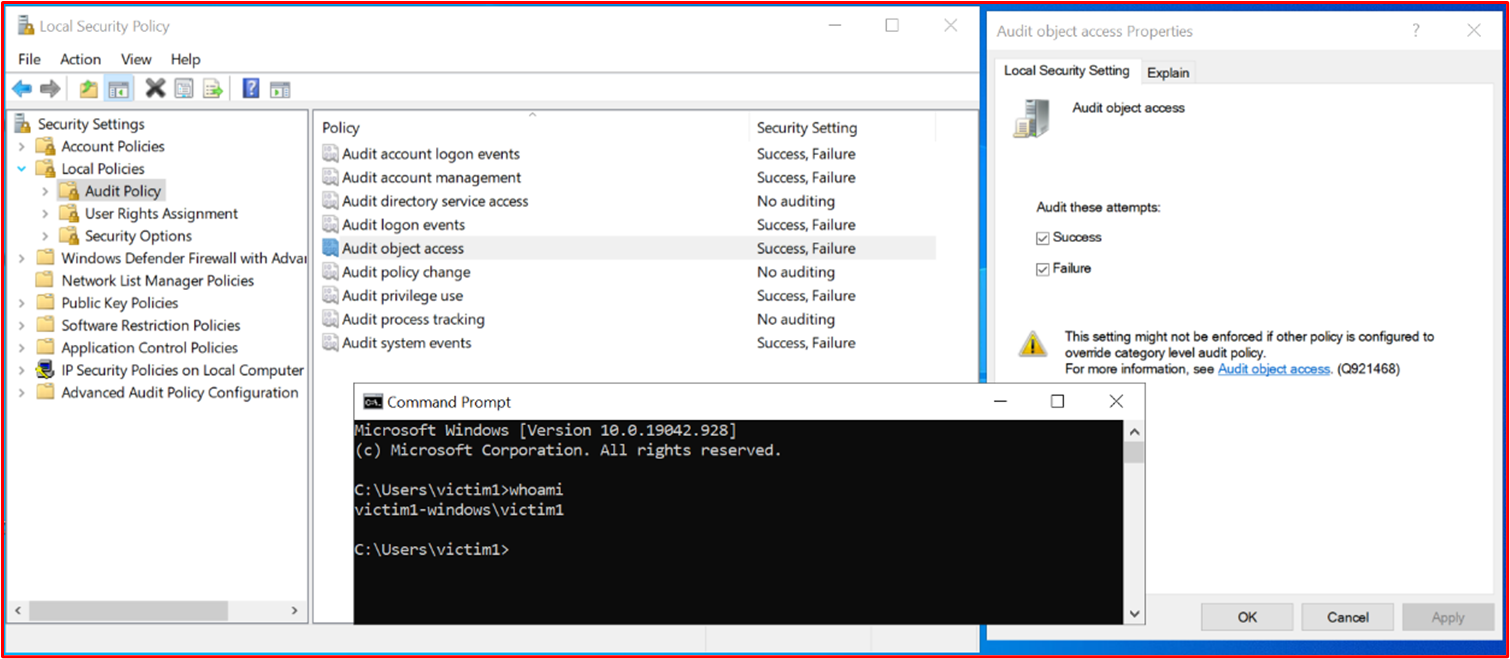 Local Security Policy
File Action View Help
Security Settings
Account Policies
Local Policies
Audit Policy
User Rights Assignment
Security Options
Windows Defender Firewall with Adva
Network List Manager Policies
Public Key Policies
Software Restriction Policies
Application Control Policies
IP Security Policies on Local Computer
Advanced Audit Policy Configuration
Policy Security Setting
Audit account logon events Success, Failure
Audit account management Success, Failure
Audit directory service access No auditing
Audit logon events Success, Failure
Audit object access Success, Failure
Audit policy change No auditing
Audit privilege use Success, Failure
Audit process tracking No auditing
Audit system events Success, Failure
Command Prompt
Microsoft Windows [Version 10.0.19042.928]
(c) Microsoft Corporation. All rights reserved.
C:\Users\victim1>whoami
victim1-windows\victim1
C:\Users\victim1>
Audit object access Properties
Local Security Setting Explain
Audit object access
Audit these attempts:
Success
Failure
This setting might not be enforced if other policy is configured to
override category level audit policy.
For more information, see Audit object access. (Q921468)
OK Cancel Apply